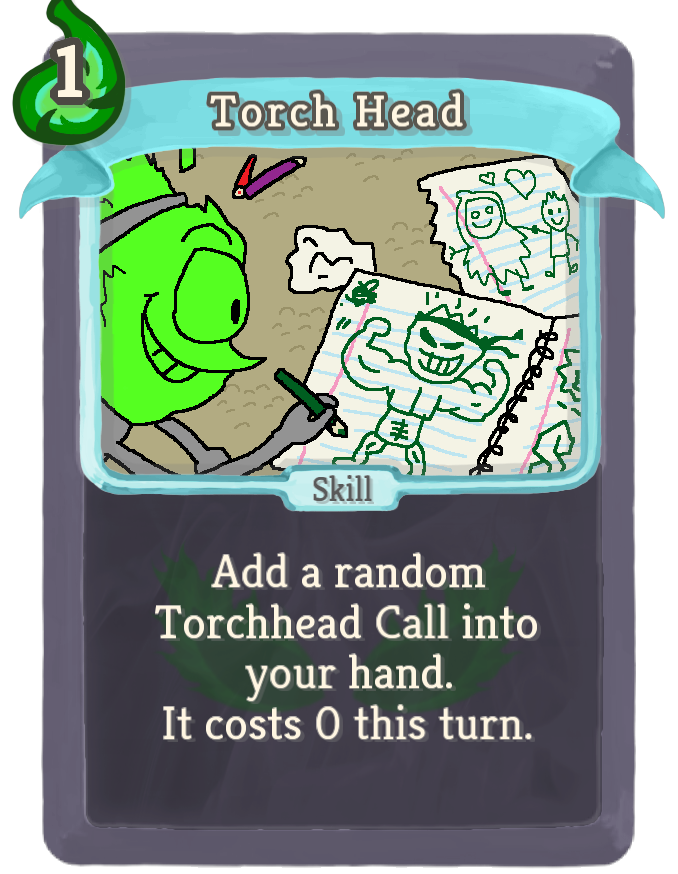 1
Torch Head
Skill
Add a random
Torchhead Call into
your hand.
It costs 0 this turn.